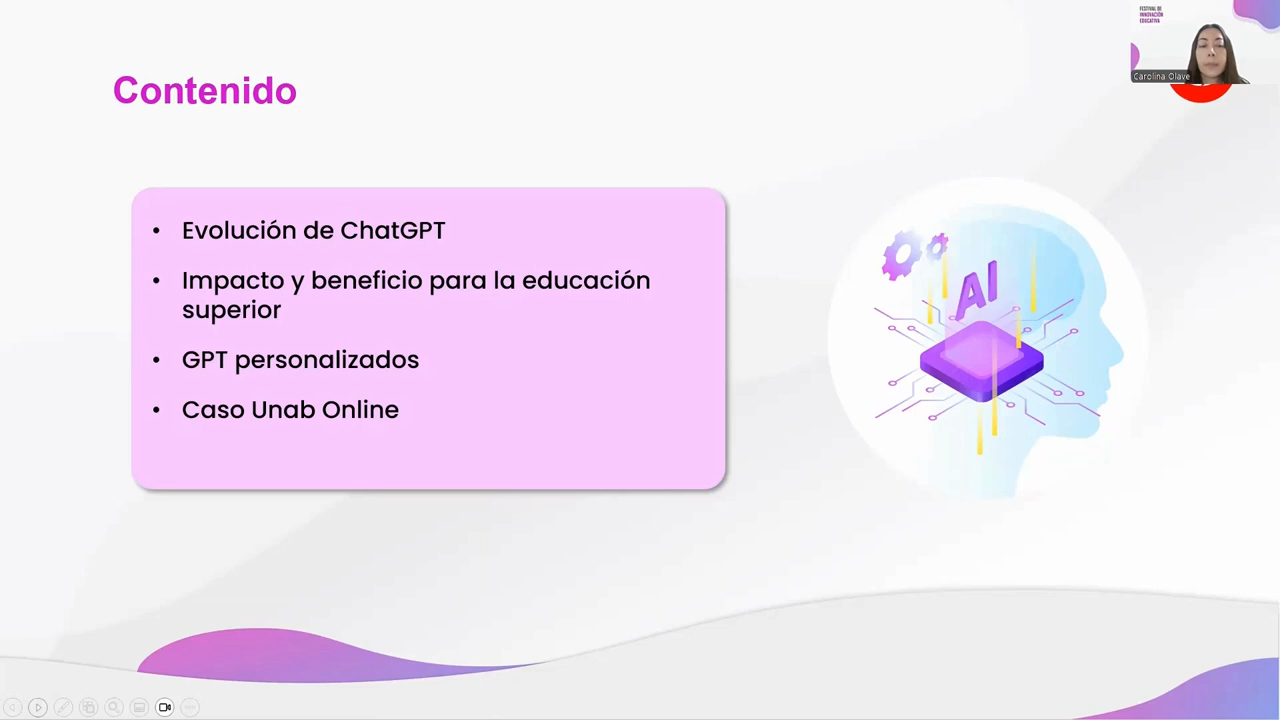 FESTIVAL DE
INNOVACIÓN
EDUCATIVA
Carolina Olave
Contenido
• Evolución de ChatGPT
• Impacto y beneficio para la educación
superior
• GPT personalizados
• Caso Unab Online
AI